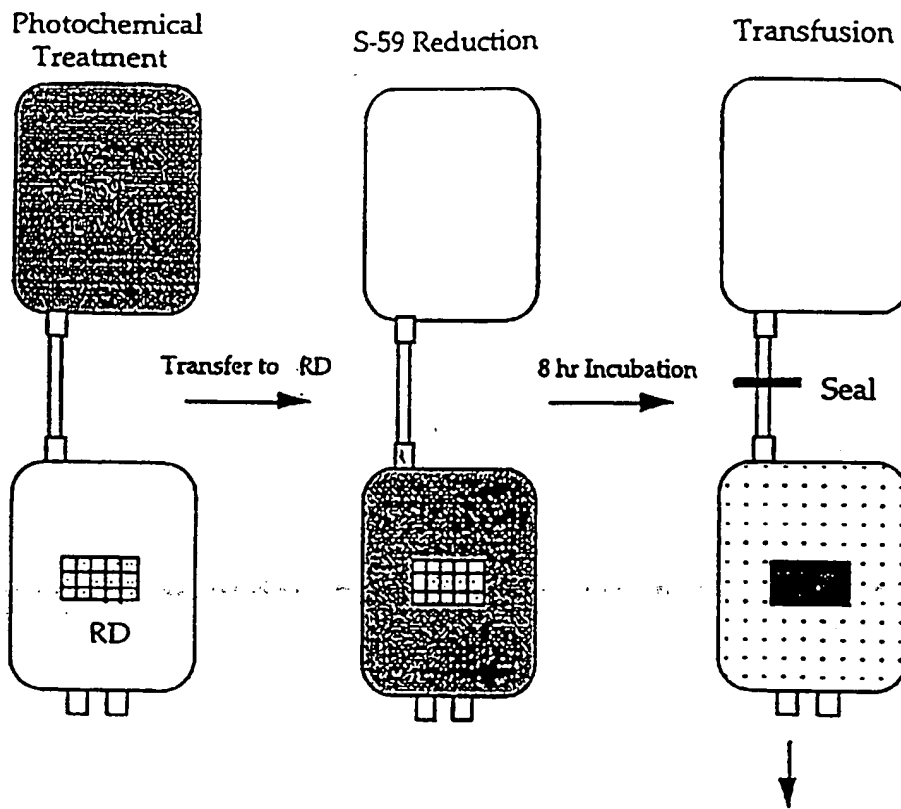 Photochemical
Treatment
S-59 Reduction
Transfusion
Transfer to RD
8 hr Incubation
Seal
RD